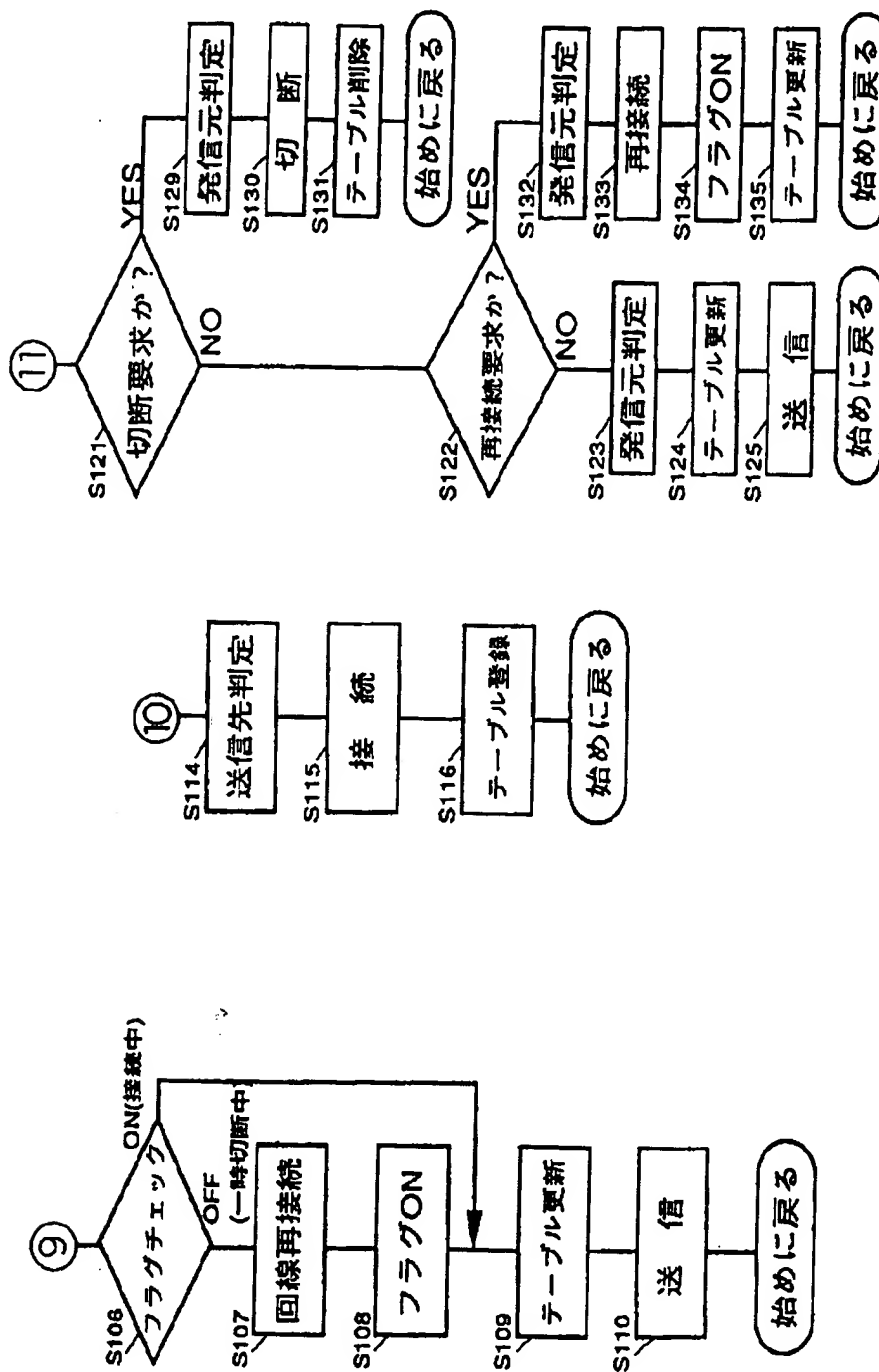 ⑨
S106
フラグチェック
ON(接続中)
OFF
(一時切断中)
S107
回線再接続
S108
フラグON
S109
テーブル更新
S110
送 信
始めに戻る
⑩
S114
送信先判定
S115
接 続
S116
テーブル登録
始めに戻る
⑪
S121
切断要求か?
YES
NO
S129
発信元判定
S130
切 断
S131
テーブル削除
始めに戻る
S122
再接続要求か?
YES
NO
S123
発信元判定
S124
テーブル更新
S125
送 信
始めに戻る
S132
発信元判定
S133
再接続
S134
フラグON
S135
テーブル更新
始めに戻る